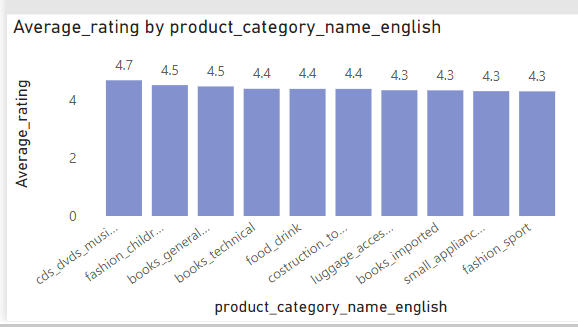 Average_rating by product_category_name_english
Average_rating
4
2
0
4.7
4.5
4.5
4.4
4.4
4.4
4.3
4.3
4.3
4.3
cds_dvds_musi...
fashion_childr...
books_general...
books_technical
food_drink
costruction_to...
luggage_acces...
books_imported
small_applianc...
fashion_sport
product_category_name_english